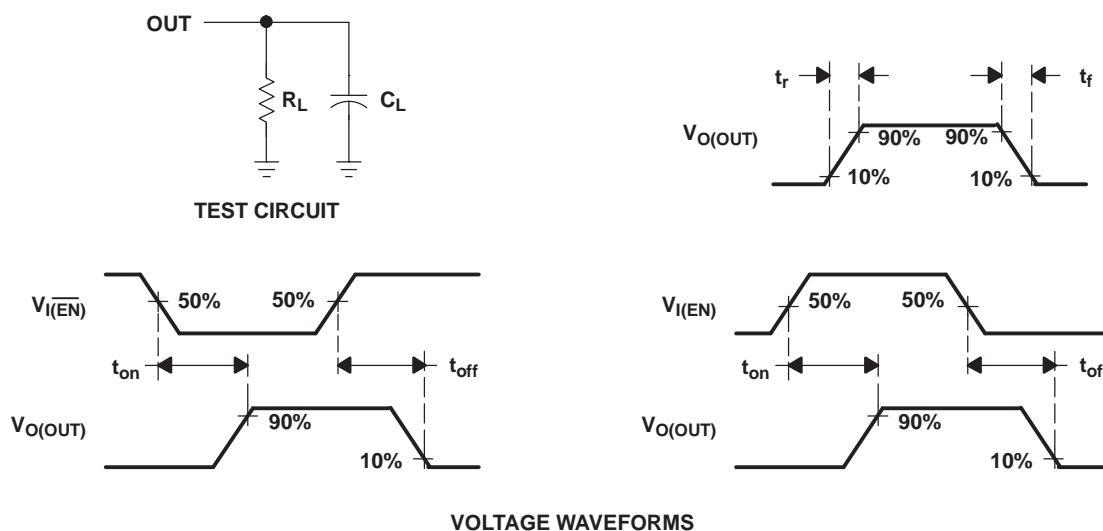 OUT
R_L C_L
TEST CIRCUIT
t_r t_f
V_O(OUT)
90% 90%
10% 10%
V_I(E̅N̅)
50% 50%
t_on t_off
V_O(OUT)
90%
10%
V_I(EN)
50% 50%
t_on t_of
V_O(OUT)
90%
10%
VOLTAGE WAVEFORMS